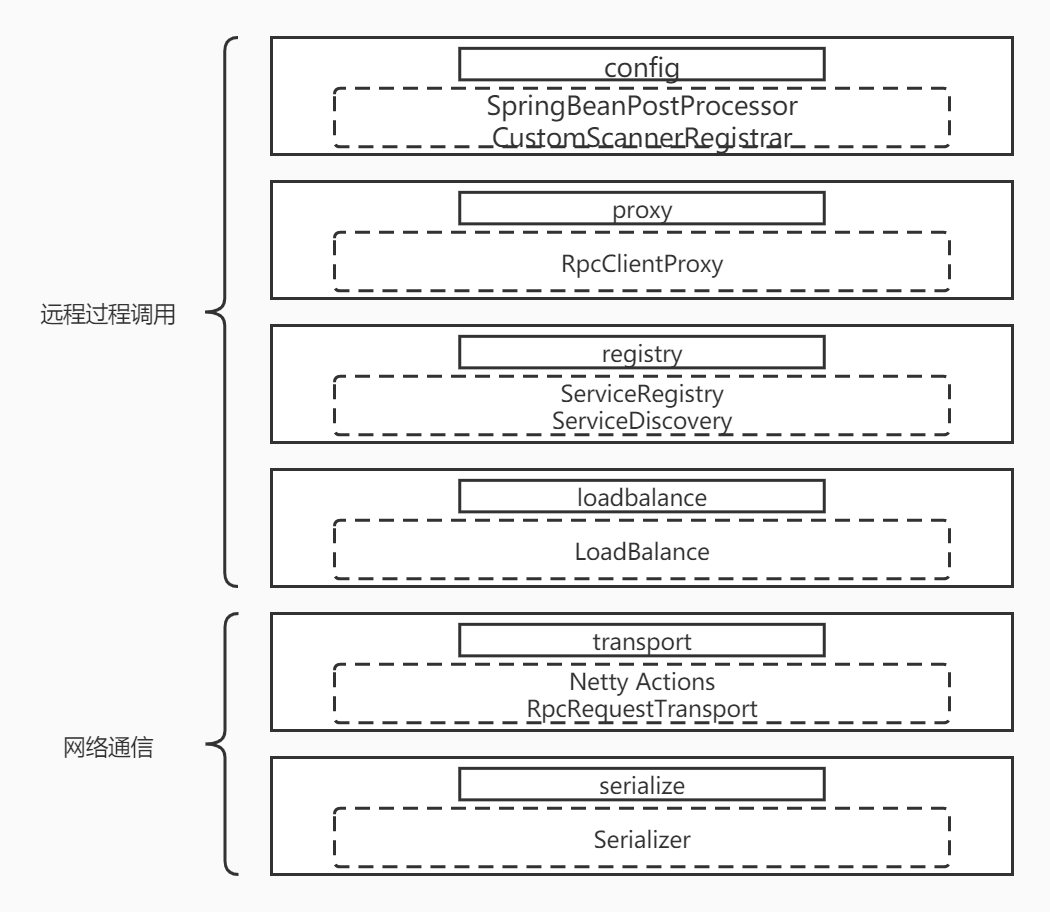 config
SpringBeanPostProcessor
CustomScannerRegistrar
proxy
RpcClientProxy
远程过程调用
registry
ServiceRegistry
ServiceDiscovery
loadbalance
LoadBalance
transport
Netty Actions
RpcRequestTransport
网络通信
serialize
Serializer